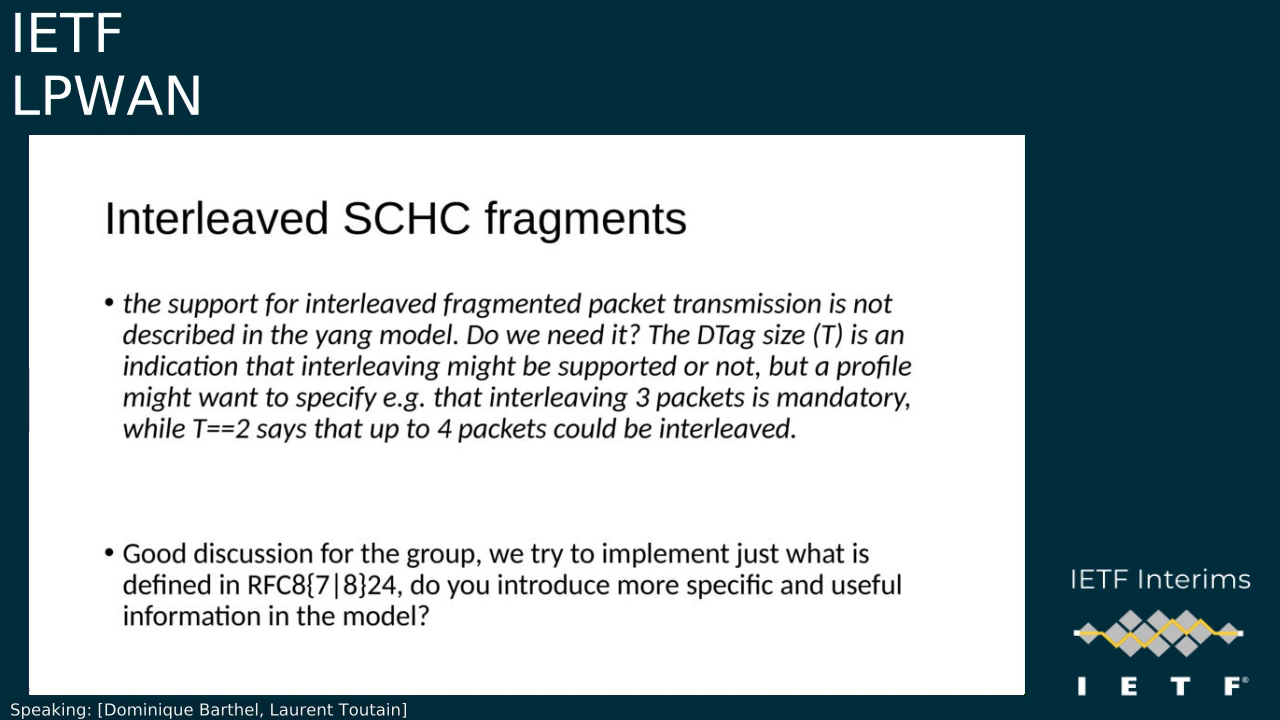 IETF
LPWAN
Interleaved SCHC fragments
• the support for interleaved fragmented packet transmission is not
described in the yang model. Do we need it? The DTag size (T) is an
indication that interleaving might be supported or not, but a profile
might want to specify e.g. that interleaving 3 packets is mandatory,
while T==2 says that up to 4 packets could be interleaved.
• Good discussion for the group, we try to implement just what is
defined in RFC8{7|8}24, do you introduce more specific and useful
information in the model?
IETF Interims
I E T F®
Speaking: [Dominique Barthel, Laurent Toutain]